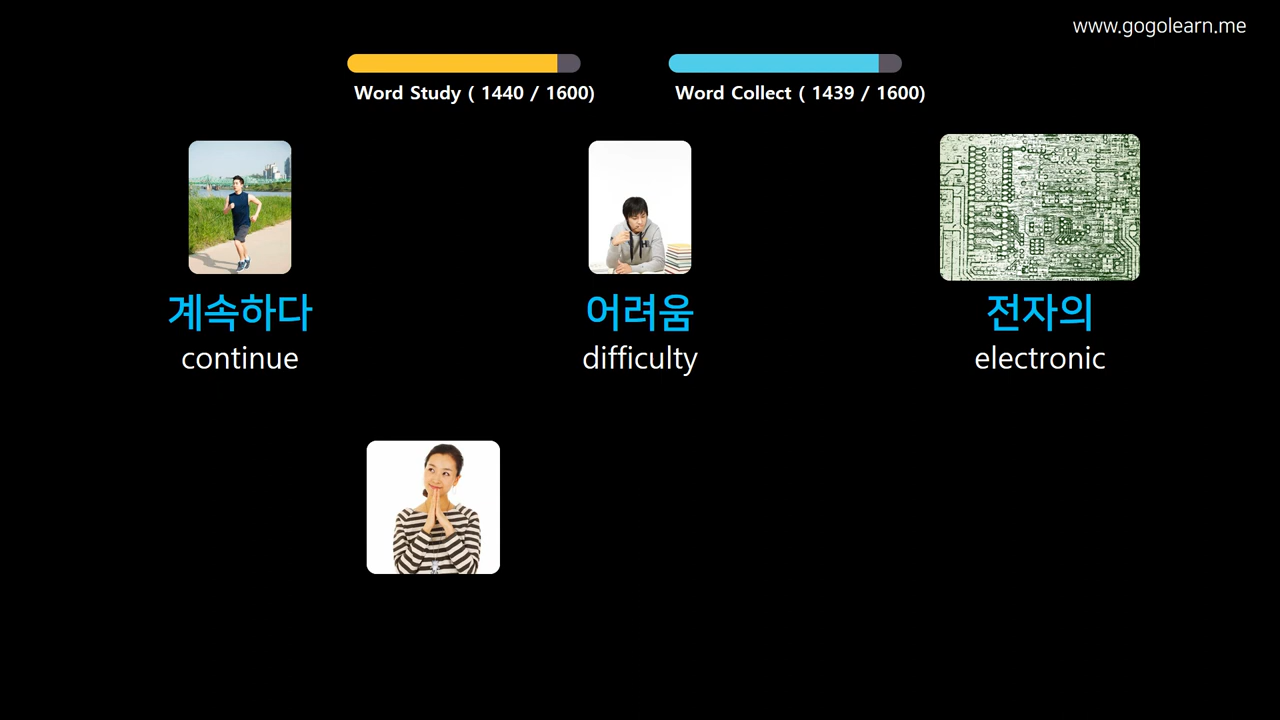 www.gogolearn.me
Word Study ( 1440 / 1600)
Word Collect ( 1439 / 1600)
계속하다
continue
어려움
difficulty
전자의
electronic